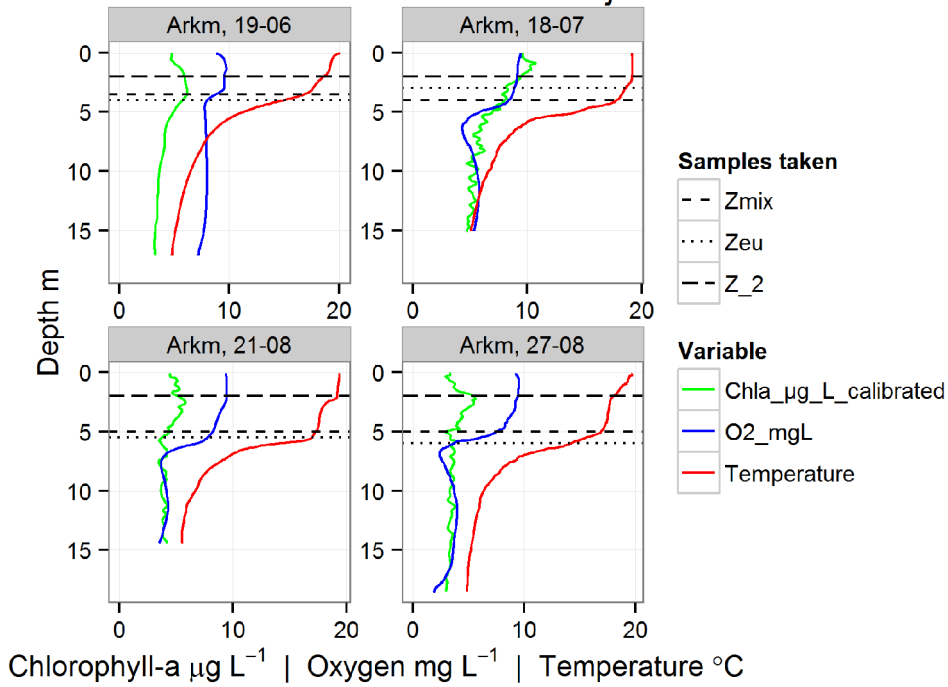 Arkm, 19-06
Arkm, 18-07
0
5
10
15
0
10
20
0
10
20
Arkm, 21-08
Arkm, 27-08
0
5
10
15
0
10
20
0
10
20
Depth m
Chlorophyll-a μg L⁻¹ | Oxygen mg L⁻¹ | Temperature °C
Samples taken
Zmix
Zeu
Z_2
Variable
Chla_μg_L_calibrated
O2_mgL
Temperature